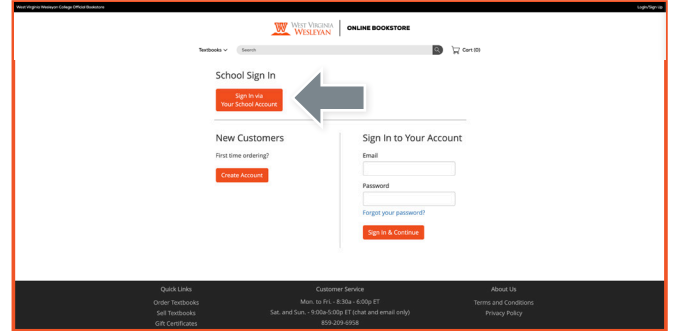 West Virginia Wesleyan College Official Bookstore
Login/Sign Up
WEST VIRGINIA
WESLEYAN
ONLINE BOOKSTORE
Textbooks
Search
Cart (0)
School Sign In
Sign In via
Your School Account
New Customers
First time ordering?
Create Account
Sign In to Your Account
Email
Password
Forgot your password?
Sign In & Continue
Quick Links
Order Textbooks
Sell Textbooks
Gift Certificates
Customer Service
Mon. to Fri. - 8:30a - 6:00p ET
Sat. and Sun. - 9:00a-5:00p ET (chat and email only)
859-209-6958
About Us
Terms and Conditions
Privacy Policy